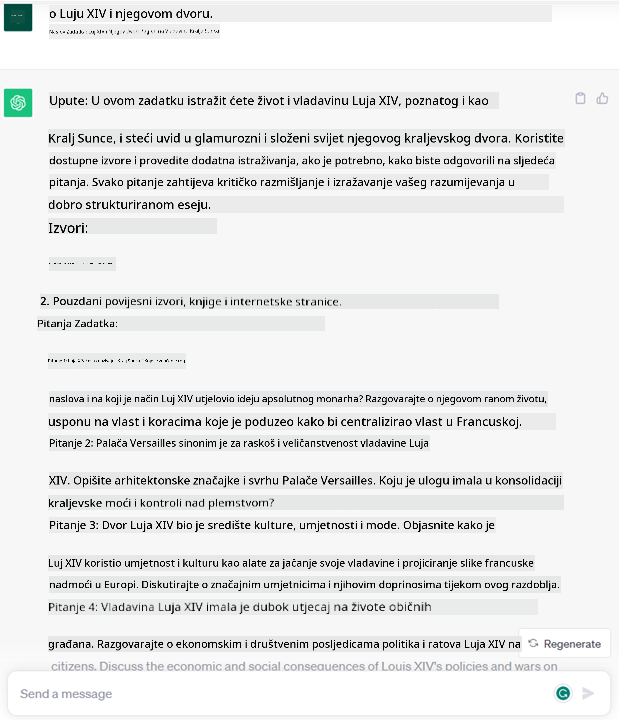 o Luju XIV i njegovom dvoru.
Upute: U ovom zadatku istražit ćete život i vladavinu Luja XIV, poznatog i kao
Kralj Sunce, i steći uvid u glamurozni i složeni svijet njegovog kraljevskog dvora. Koristite
dostupne izvore i provedite dodatna istraživanja, ako je potrebno, kako biste odgovorili na sljedeća
pitanja. Svako pitanje zahtijeva kritičko razmišljanje i izražavanje vašeg razumijevanja u
dobro strukturiranom eseju.
Izvori:
2. Pouzdani povijesni izvori, knjige i internetske stranice.
Pitanja Zadatka:
naslova i na koji je način Luj XIV utjelovio ideju apsolutnog monarha? Razgovarajte o njegovom ranom životu,
usponu na vlast i koracima koje je poduzeo kako bi centralizirao vlast u Francuskoj.
Pitanje 2: Palača Versailles sinonim je za raskoš i veličanstvenost vladavine Luja
XIV. Opišite arhitektonske značajke i svrhu Palače Versailles. Koju je ulogu imala u konsolidaciji
kraljevske moći i kontroli nad plemstvom?
Pitanje 3: Dvor Luja XIV bio je središte kulture, umjetnosti i mode. Objasnite kako je
Luj XIV koristio umjetnost i kulturu kao alate za jačanje svoje vladavine i projiciranje slike francuske
nadmoći u Europi. Diskutirajte o značajnim umjetnicima i njihovim doprinosima tijekom ovog razdoblja.
Pitanje 4: Vladavina Luja XIV imala je dubok utjecaj na živote običnih
građana. Razgovarajte o ekonomskim i društvenim posljedicama politika i ratova Luja XIV na
Regenerate
citizens. Discuss the economic and social consequences of Louis XIV's policies and wars on
Send a message